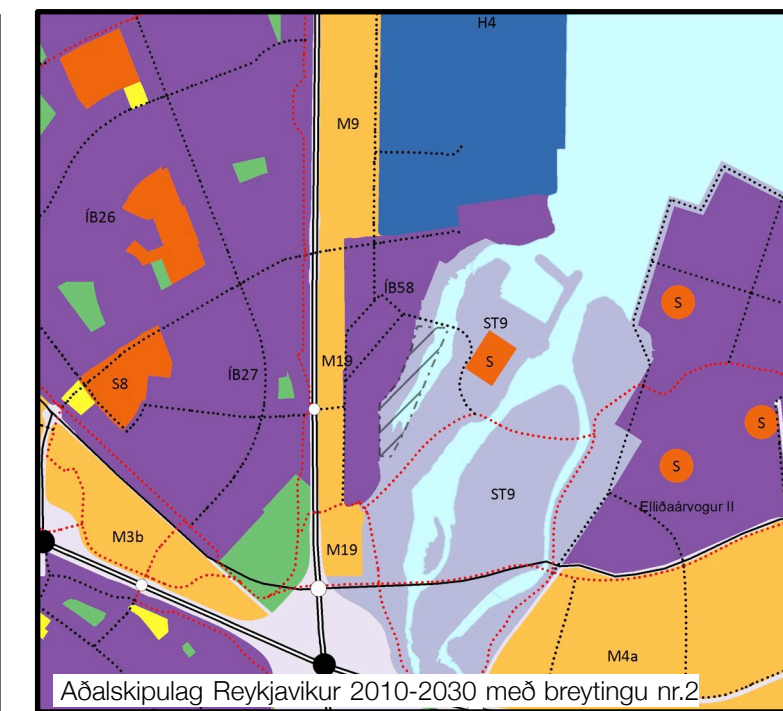 H4
M9
ÍB26
ÍB58
ST9
S
S
M19
S8
ÍB27
S
S
ST9
Elliðaárvogur II
M3b
M19
M4a
Aðalskipulag Reykjavikur 2010-2030 með breytingu nr.2